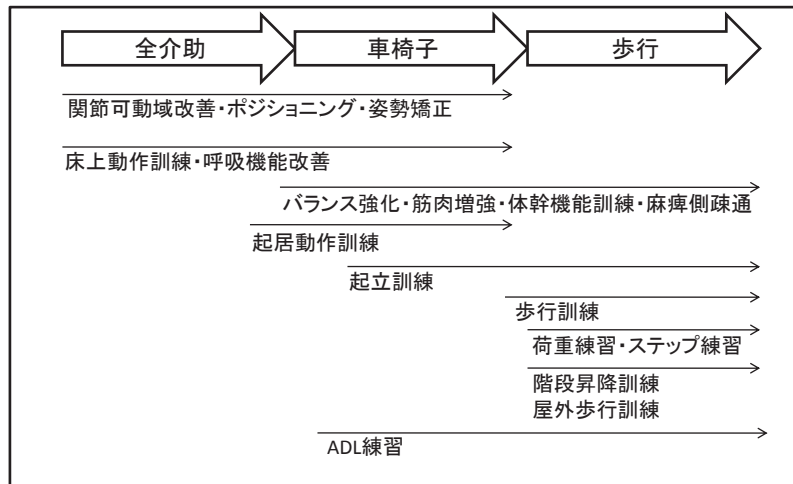 全介助
車椅子
歩行
関節可動域改善・ポジショニング・姿勢矯正
床上動作訓練・呼吸機能改善
バランス強化・筋肉増強・体幹機能訓練・麻痺側疎通
起居動作訓練
起立訓練
歩行訓練
荷重練習・ステップ練習
階段昇降訓練
屋外歩行訓練
ADL練習